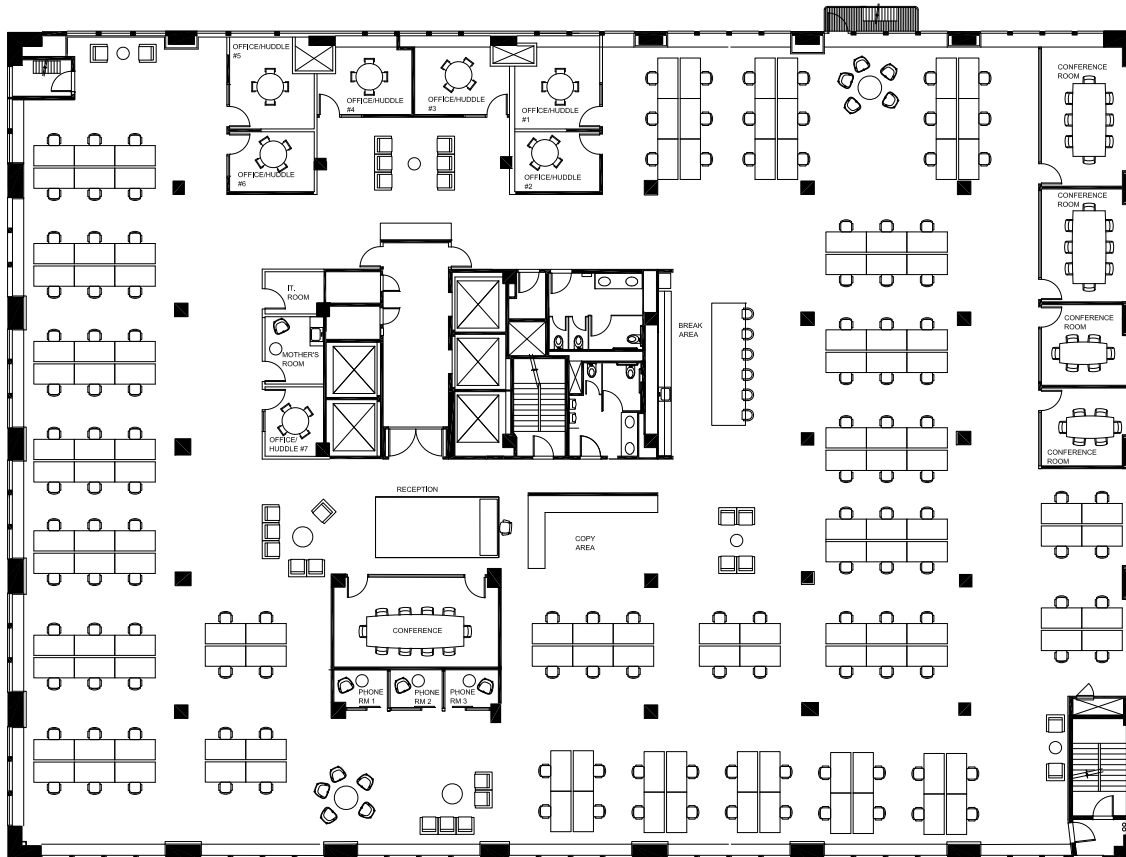 OFFICE/HUDDLE
#5
OFFICE/HUDDLE
#4
OFFICE/HUDDLE
#3
OFFICE/HUDDLE
#1
OFFICE/HUDDLE
#6
OFFICE/HUDDLE
#2
CONFERENCE
ROOM
CONFERENCE
ROOM
IT.
ROOM
MOTHER'S
ROOM
OFFICE/
HUDDLE #7
BREAK
AREA
CONFERENCE
ROOM
CONFERENCE
ROOM
RECEPTION
COPY
AREA
CONFERENCE
PHONE
RM 1
PHONE
RM 2
PHONE
RM 3